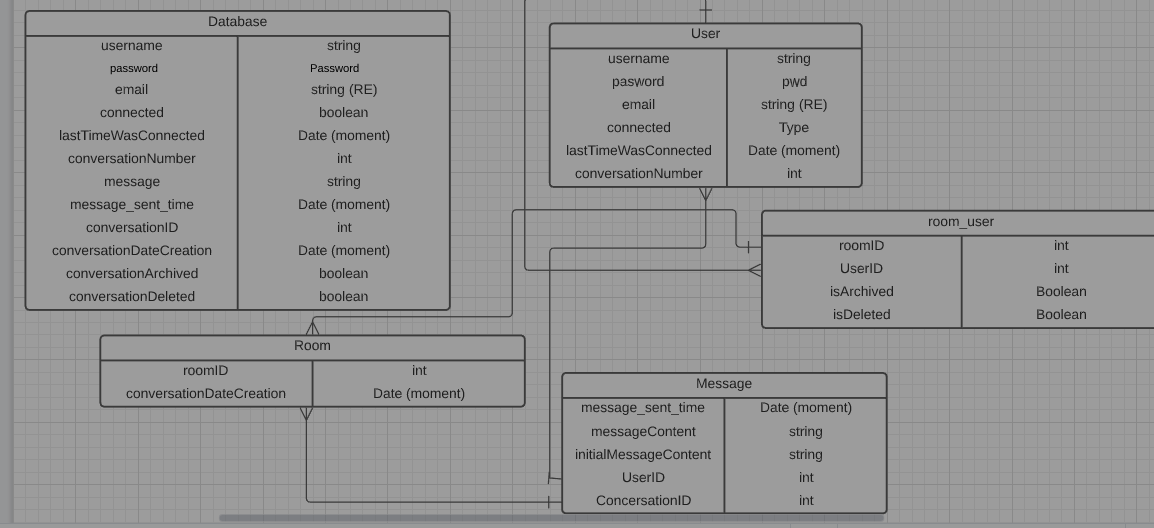 Database
username string
password Password
email string (RE)
connected boolean
lastTimeWasConnected Date (moment)
conversationNumber int
message string
message_sent_time Date (moment)
conversationID int
conversationDateCreation Date (moment)
conversationArchived boolean
conversationDeleted boolean
User
username string
pasword pwd
email string (RE)
connected Type
lastTimeWasConnected Date (moment)
conversationNumber int
room_user
roomID int
UserID int
isArchived Boolean
isDeleted Boolean
Room
roomID int
conversationDateCreation Date (moment)
Message
message_sent_time Date (moment)
messageContent string
initialMessageContent string
UserID int
ConcersationID int